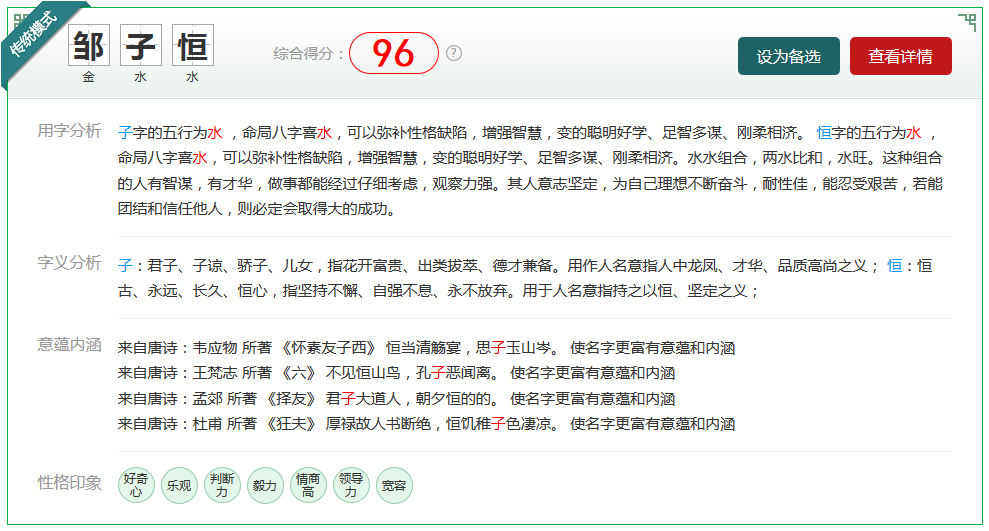 传统模式
邹 子 恒
金 水 水
综合得分： 96 ?
设为备选
查看详情
用字分析
子字的五行为水 ，命局八字喜水，可以弥补性格缺陷，增强智慧，变的聪明好学、足智多谋、刚柔相济。 恒字的五行为水 ，
命局八字喜水，可以弥补性格缺陷，增强智慧，变的聪明好学、足智多谋、刚柔相济。水水组合，两水比和，水旺。这种组合
的人有智谋，有才华，做事都能经过仔细考虑，观察力强。其人意志坚定，为自己理想不断奋斗，耐性佳，能忍受艰苦，若能
团结和信任他人，则必定会取得大的成功。
字义分析
子：君子、子谅、骄子、儿女，指花开富贵、出类拔萃、德才兼备。用作人名意指人中龙凤、才华、品质高尚之义； 恒：恒
古、永远、长久、恒心，指坚持不懈、自强不息、永不放弃。用于人名意指持之以恒、坚定之义；
意蕴内涵
来自唐诗：韦应物 所著 《怀素友子西》 恒当清觞宴，思子玉山岑。 使名字更富有意蕴和内涵
来自唐诗：王梵志 所著 《六》 不见恒山鸟，孔子恶闻离。 使名字更富有意蕴和内涵
来自唐诗：孟郊 所著 《择友》 君子大道人，朝夕恒的的。 使名字更富有意蕴和内涵
来自唐诗：杜甫 所著 《狂夫》 厚禄故人书断绝，恒饥稚子色凄凉。 使名字更富有意蕴和内涵
性格印象
好奇心 乐观 判断力 毅力 情商高 领导力 宽容